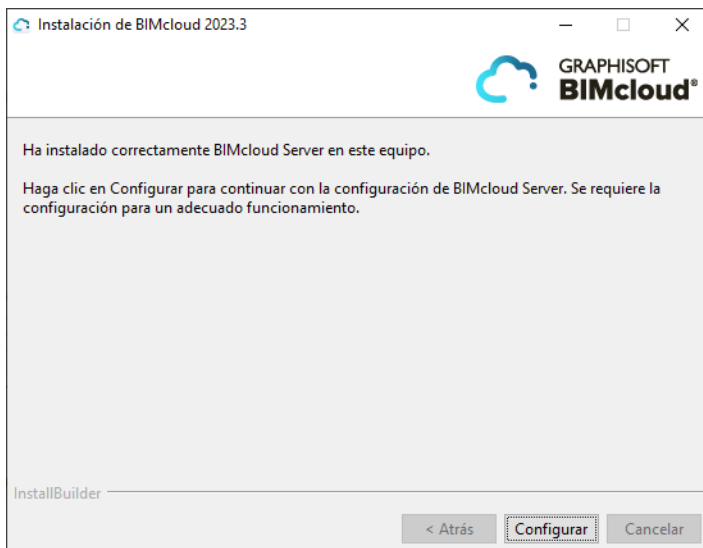 Instalación de BIMcloud 2023.3
GRAPHISOFT
BIMcloud®
Ha instalado correctamente BIMcloud Server en este equipo.
Haga clic en Configurar para continuar con la configuración de BIMcloud Server. Se requiere la
configuración para un adecuado funcionamiento.
InstallBuilder
< Atrás Configurar Cancelar